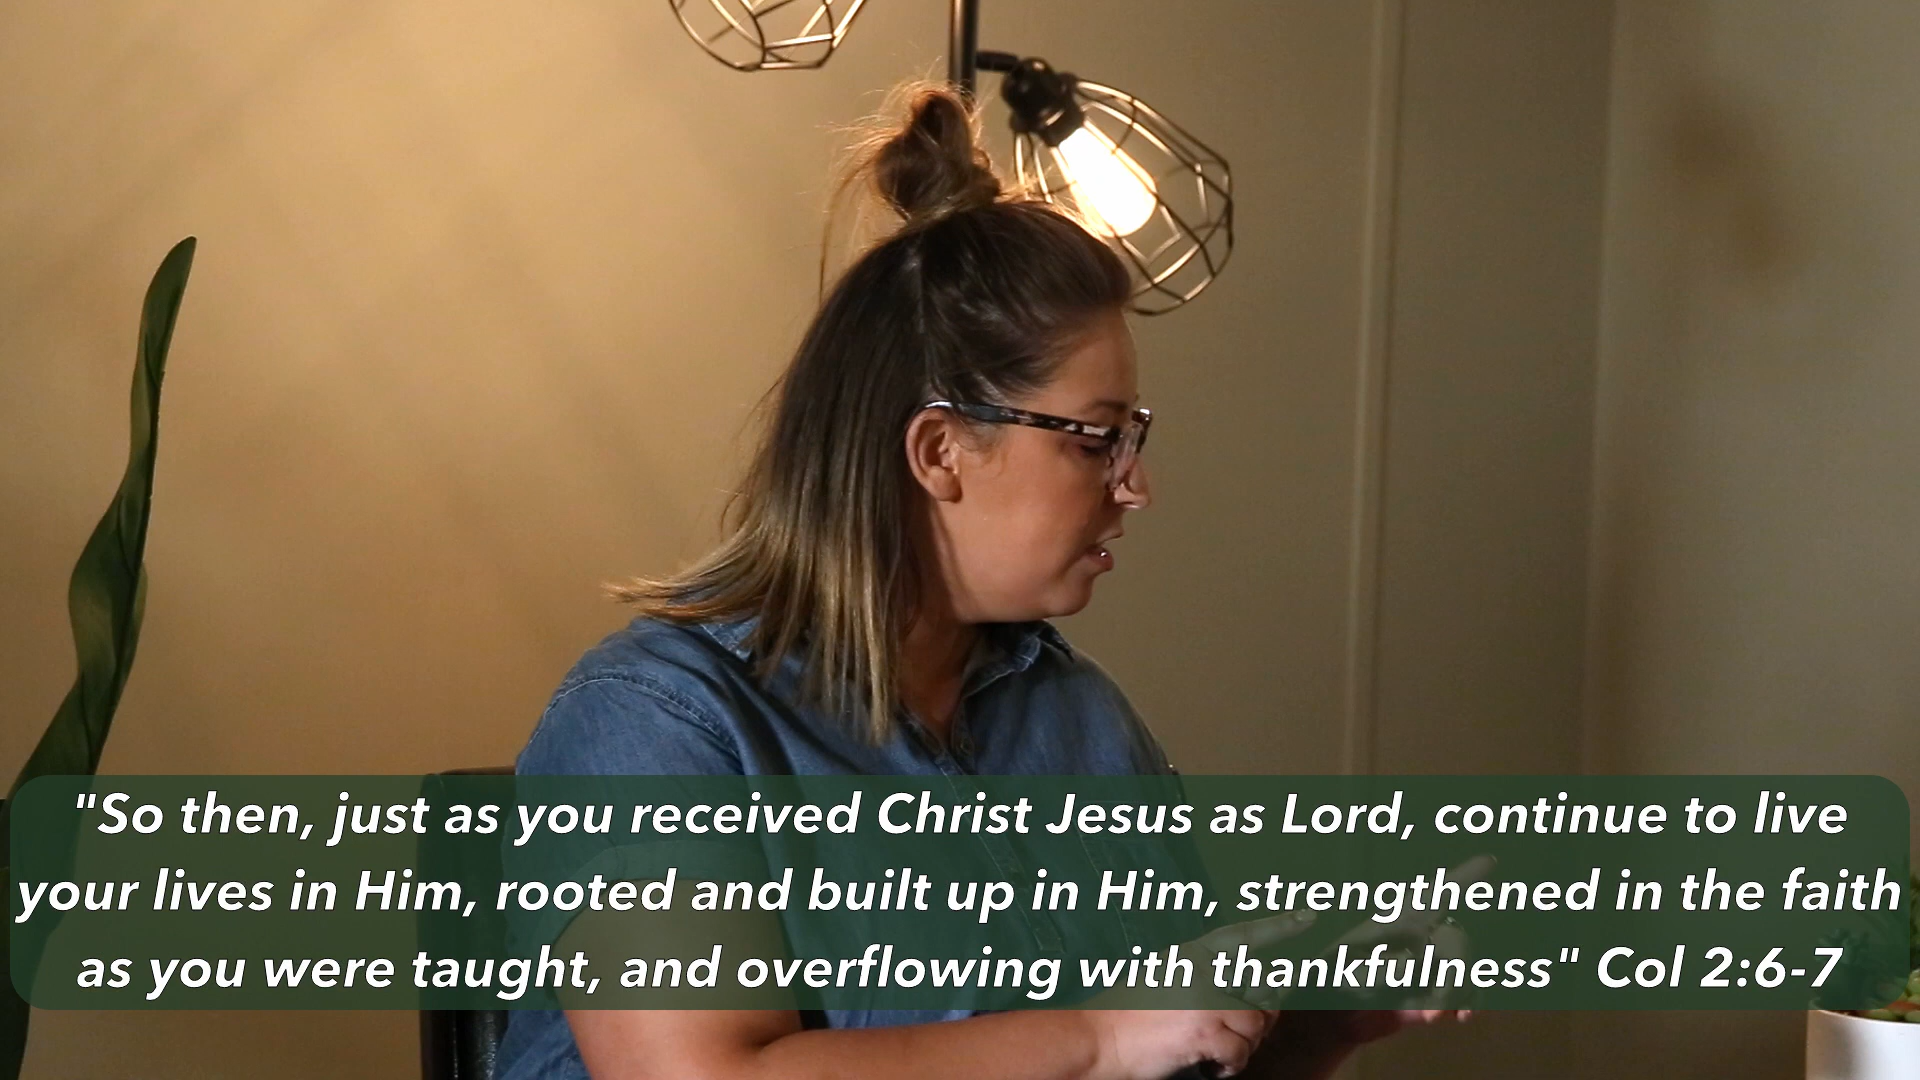 "So then, just as you received Christ Jesus as Lord, continue to live
your lives in Him, rooted and built up in Him, strengthened in the faith
as you were taught, and overflowing with thankfulness" Col 2:6-7